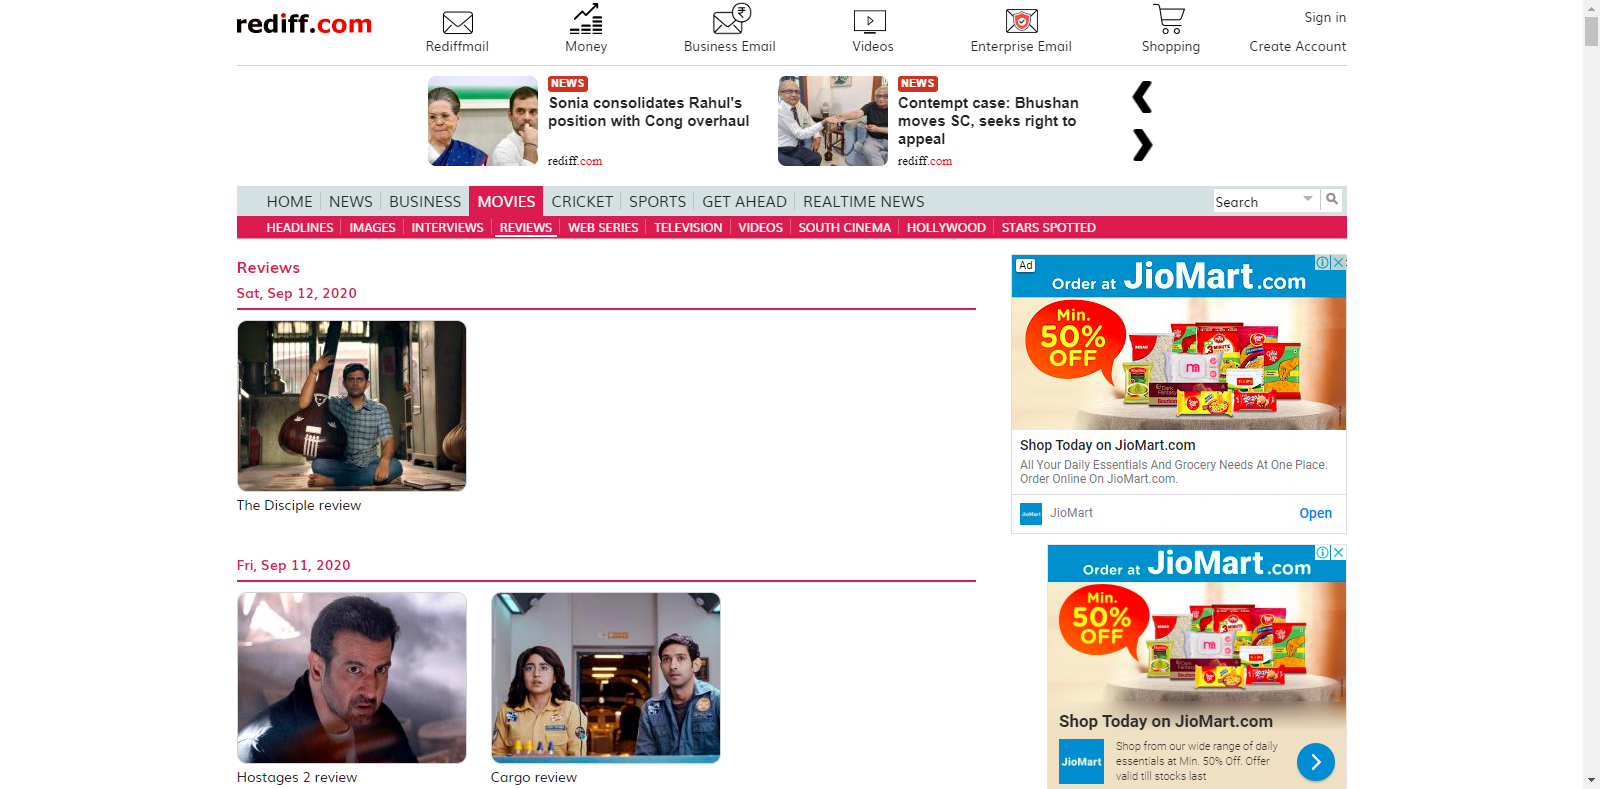 rediff.com
Rediffmail
Money
Business Email
Videos
Enterprise Email
Shopping
Sign in
Create Account
NEWS
Sonia consolidates Rahul's
position with Cong overhaul
rediff.com
NEWS
Contempt case: Bhushan
moves SC, seeks right to
appeal
rediff.com
HOME NEWS BUSINESS MOVIES CRICKET SPORTS GET AHEAD REALTIME NEWS
Search
HEADLINES IMAGES INTERVIEWS REVIEWS WEB SERIES TELEVISION VIDEOS SOUTH CINEMA HOLLYWOOD STARS SPOTTED
Reviews
Sat, Sep 12, 2020
The Disciple review
Fri, Sep 11, 2020
Hostages 2 review
Cargo review
Ad
Order at JioMart.com
Min.
50%
OFF
Shop Today on JioMart.com
All Your Daily Essentials And Grocery Needs At One Place.
Order Online On JioMart.com.
JioMart
JioMart
Open
Order at JioMart.com
Min.
50%
OFF
Shop Today on JioMart.com
JioMart
Shop from our wide range of daily
essentials at Min. 50% Off. Offer
valid till stocks last